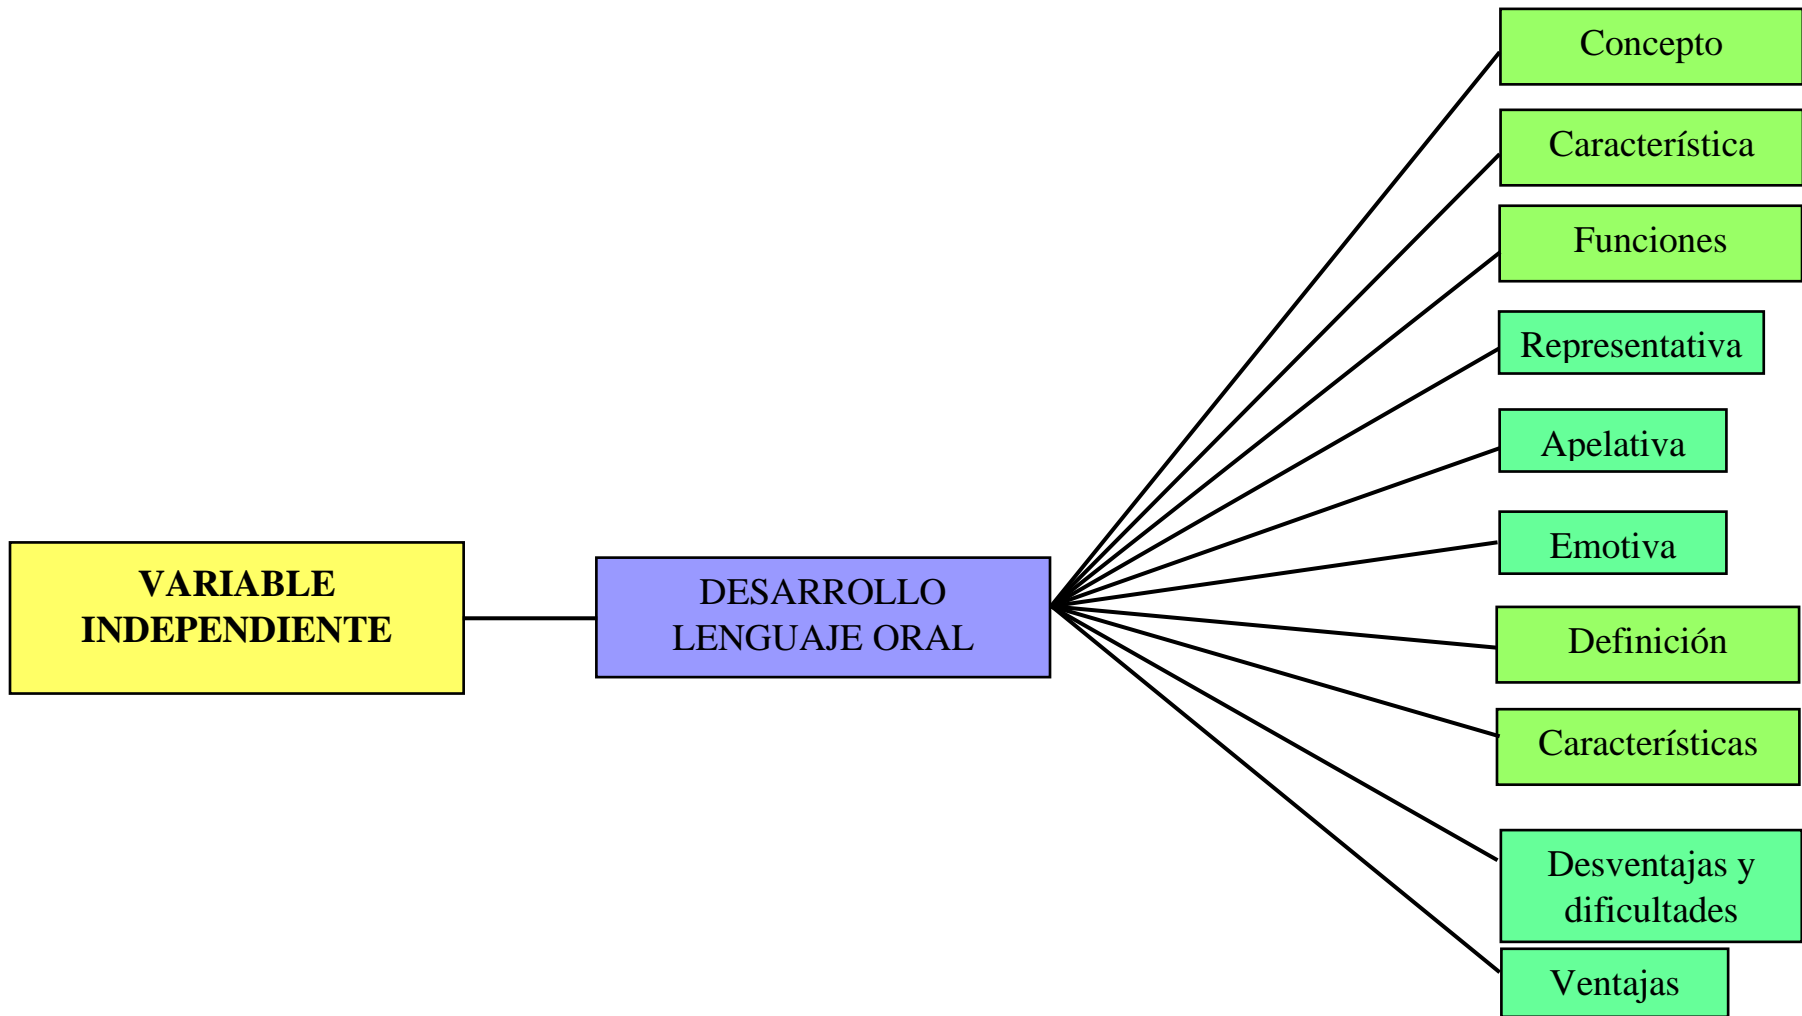 VARIABLE
INDEPENDIENTE
DESARROLLO
LENGUAJE ORAL
Concepto
Característica
Funciones
Representativa
Apelativa
Emotiva
Definición
Características
Desventajas y
dificultades
Ventajas